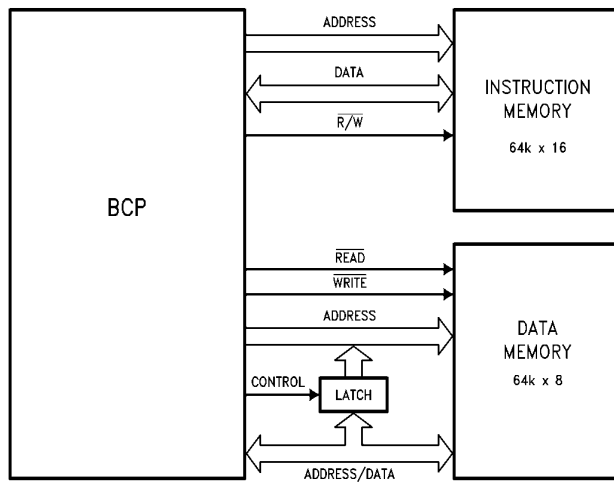 ADDRESS
DATA
R/W
INSTRUCTION
MEMORY
64k x 16
BCP
READ
WRITE
ADDRESS
CONTROL
LATCH
ADDRESS/DATA
DATA
MEMORY
64k x 8